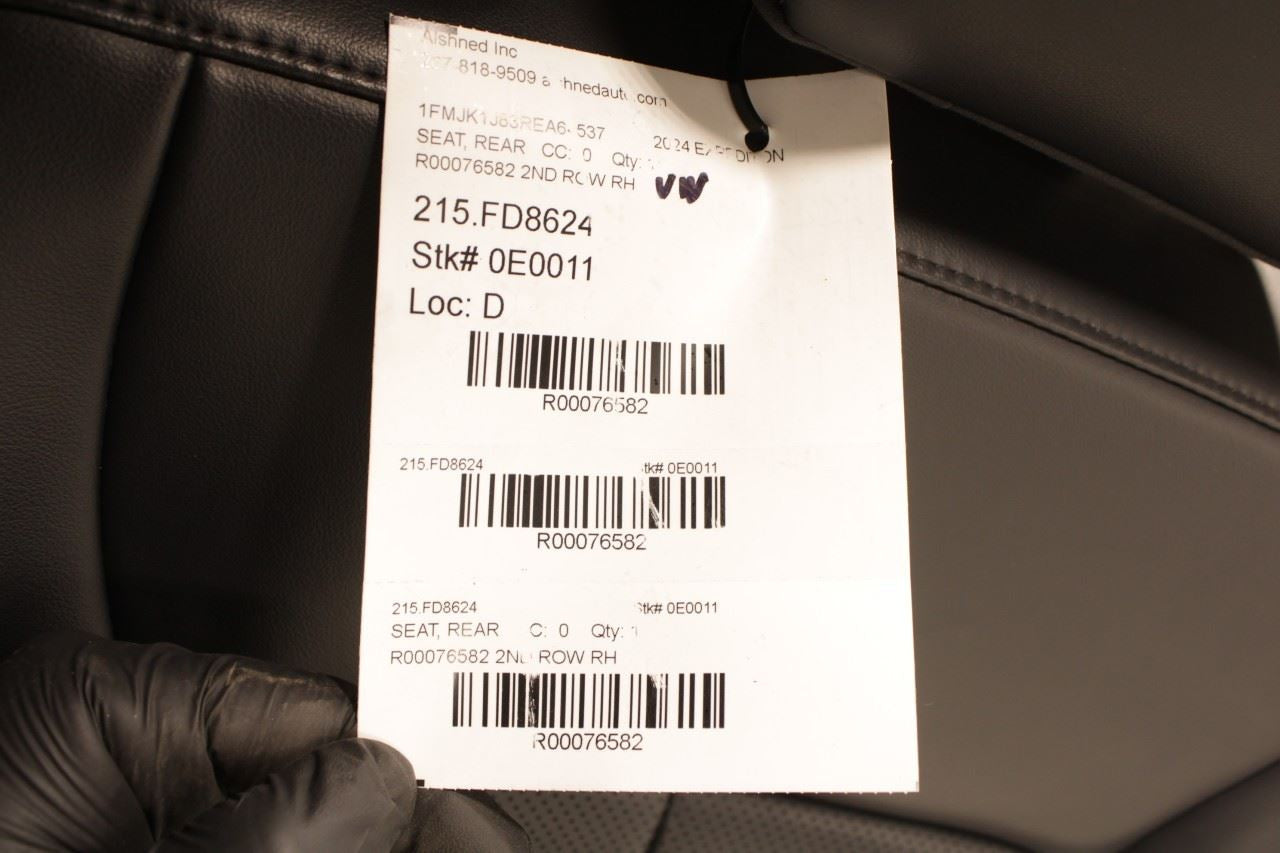 Alshned Inc
1FMJK1J83REA6 537
2024 EXPEDITION
SEAT, REAR CC: 0 Qty: 1
R00076582 2ND ROW RH
215.FD8624
Stk# 0E0011
Loc: D
R00076582
215.FD8624 Stk# 0E0011
R00076582
215.FD8624 Stk# 0E0011
SEAT, REAR C: 0 Qty: 1
R00076582 2ND ROW RH
R00076582